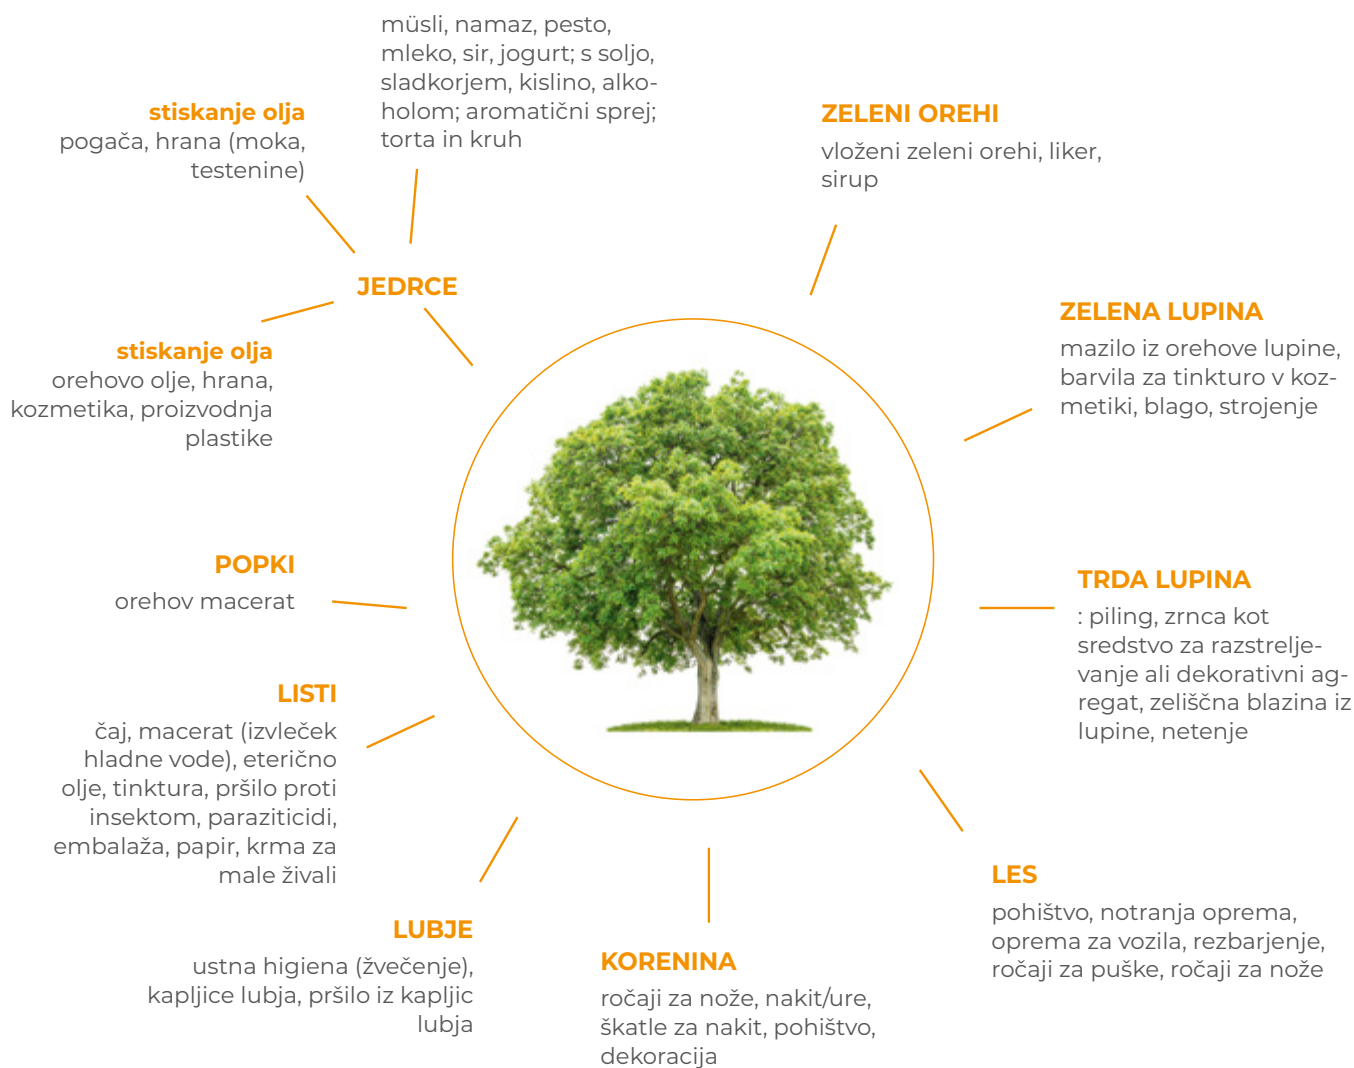 müsli, namaz, pesto,
mleko, sir, jogurt; s soljo,
sladkorjem, kislino, alko-
holom; aromatični sprej;
torta in kruh
stiskanje olja
pogača, hrana (moka,
testenine)
JEDRCE
stiskanje olja
orehovo olje, hrana,
kozmetika, proizvodnja
plastike
POPKI
orehov macerat
LISTI
čaj, macerat (izvleček
hladne vode), eterično
olje, tinktura, pršilo proti
insektom, paraziticidi,
embalaža, papir, krma za
male živali
LUBJE
ustna higiena (žvečenje),
kapljice lubja, pršilo iz kapljic
lubja
KORENINA
ročaji za nože, nakit/ure,
škatle za nakit, pohištvo,
dekoracija
ZELENI OREHI
vloženi zeleni orehi, liker,
sirup
ZELENA LUPINA
mazilo iz orehove lupine,
barvila za tinkturo v koz-
metiki, blago, strojenje
TRDA LUPINA
: piling, zrnca kot
sredstvo za razstrelje-
vanje ali dekorativni ag-
regat, zeliščna blazina iz
lupine, netenje
LES
pohištvo, notranja oprema,
oprema za vozila, rezbarjenje,
ročaji za puške, ročaji za nože